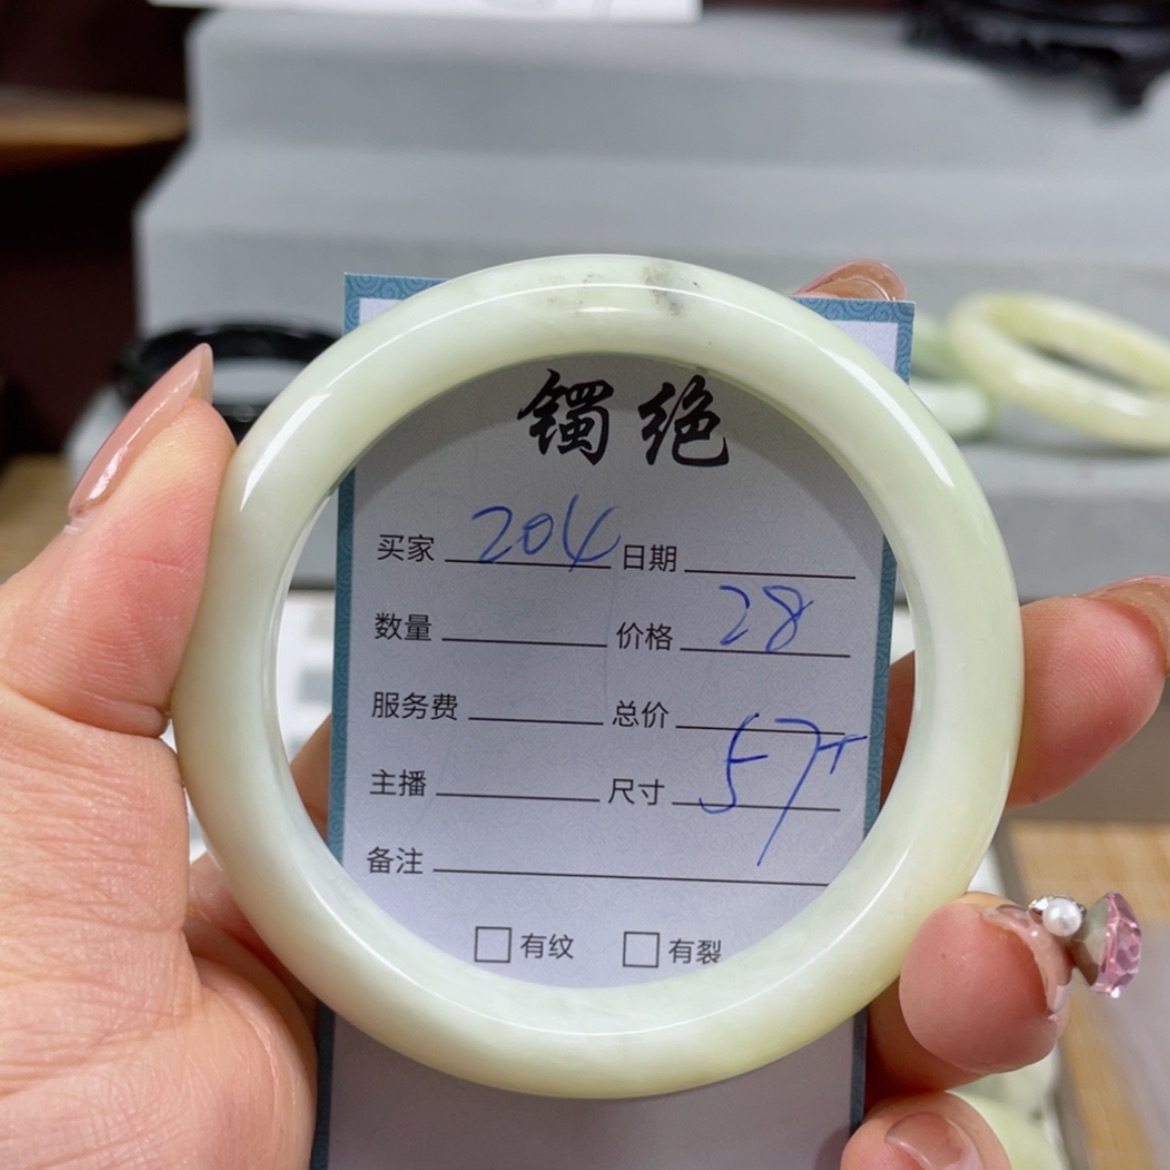 镯绝
买家 204 日期
数量 价格 28
服务费 总价
主播 尺寸 57+
备注
□有纹 □有裂